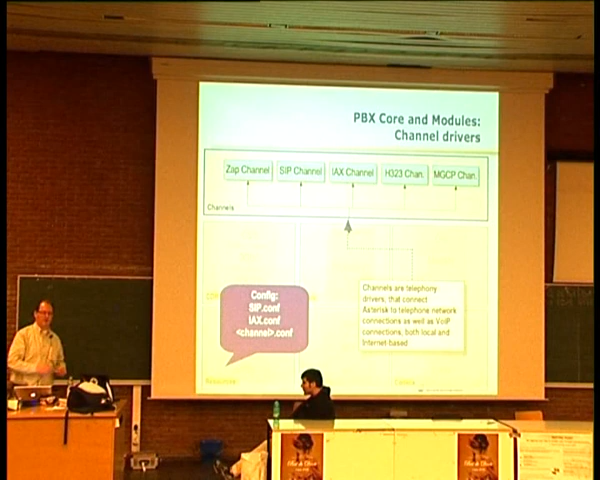 PBX Core and Modules:
Channel drivers
Zap Channel
SIP Channel
IAX Channel
H323 Chan.
MGCP Chan.
Channels
Config:
SIP.conf
IAX.conf
<channel>.conf
Channels are telephony
drivers, that connect
Asterisk to telephone network
connections as well as VoIP
connections, both local and
Internet-based